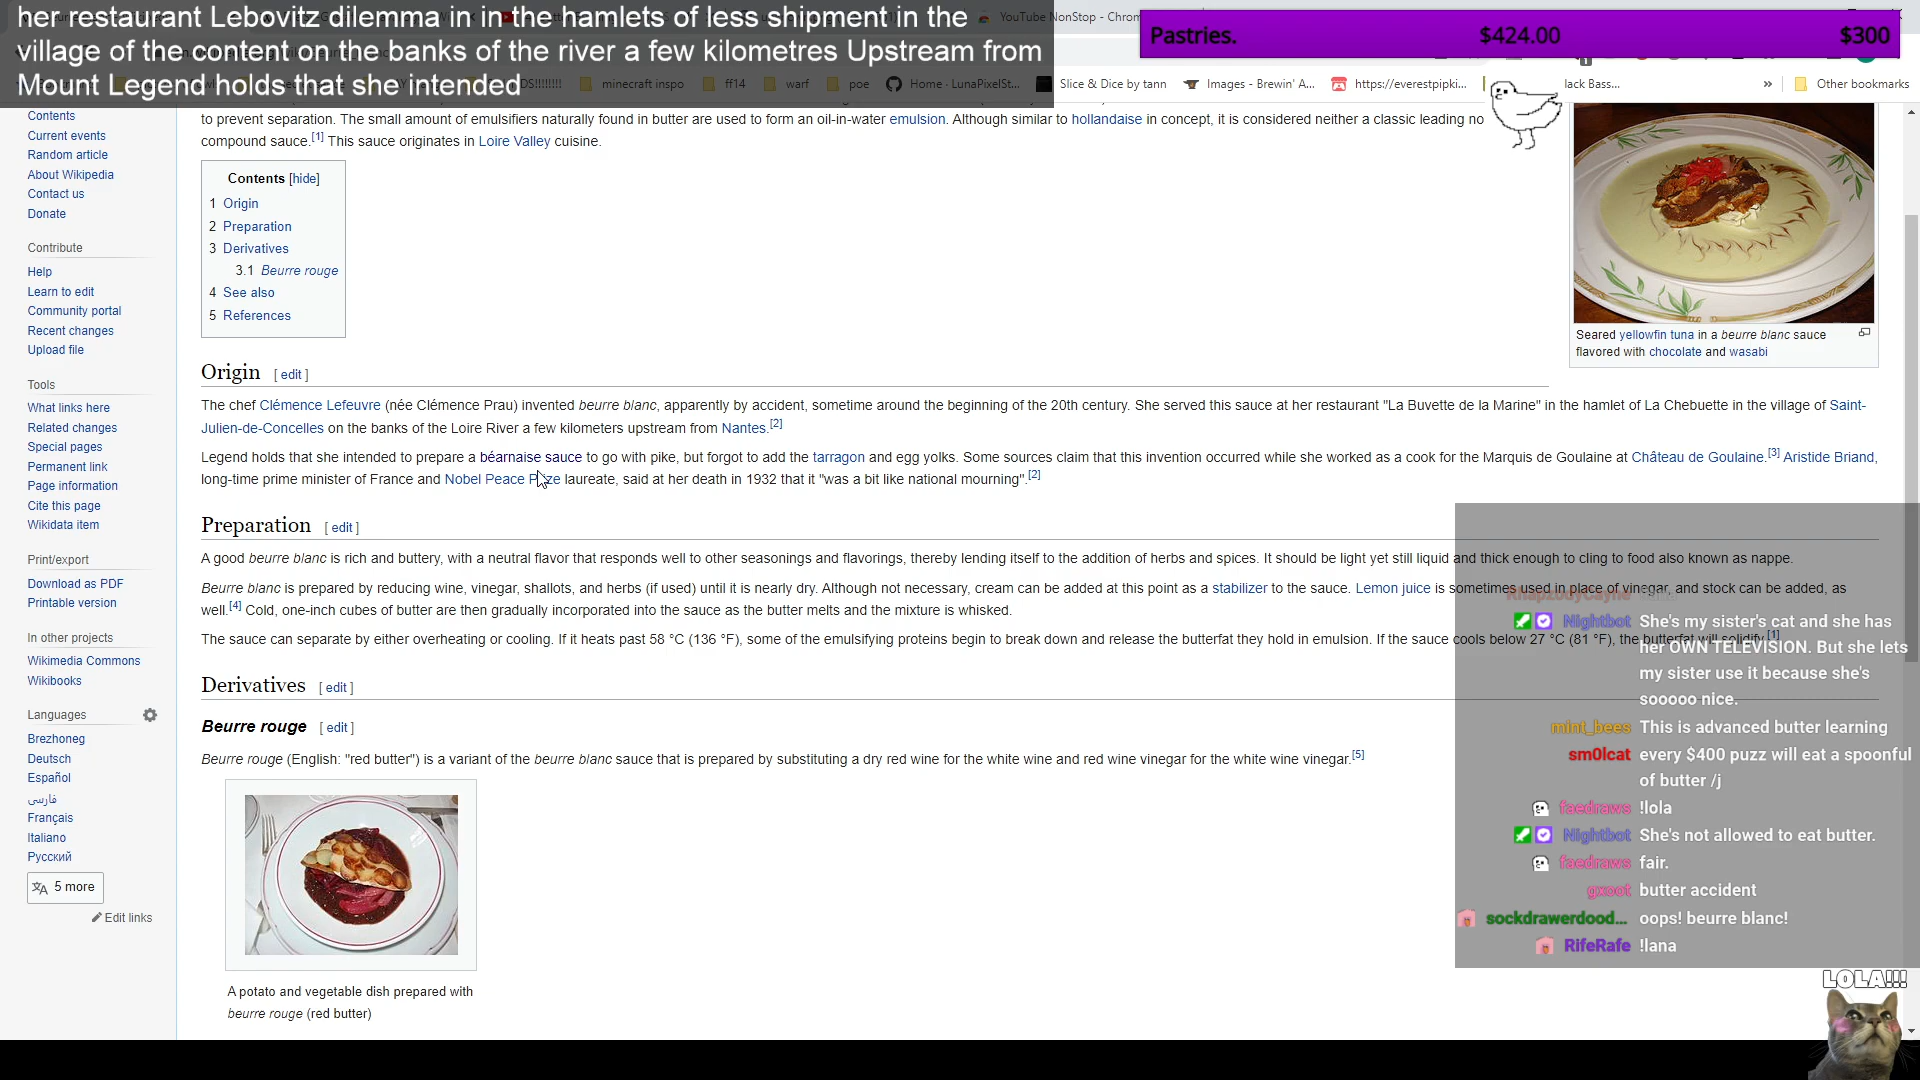 her restaurant Lebovitz dilemma in in the hamlets of less shipment in the
village of the content on the banks of the river a few kilometres Upstream from
Mount Legend holds that she intended
Pastries. $424.00 $300
YouTube NonStop - Chrom
minecraft inspo ff14 warf poe Home · LunaPixelSt... Slice & Dice by tann Images - Brewin' A... https://everestpipki... lack Bass... » Other bookmarks
Contents
Current events
Random article
About Wikipedia
Contact us
Donate
Contribute
Help
Learn to edit
Community portal
Recent changes
Upload file
Tools
What links here
Related changes
Special pages
Permanent link
Page information
Cite this page
Wikidata item
Print/export
Download as PDF
Printable version
In other projects
Wikimedia Commons
Wikibooks
Languages
Brezhoneg
Deutsch
Español
فارسی
Français
Italiano
Русский
5 more
Edit links
to prevent separation. The small amount of emulsifiers naturally found in butter are used to form an oil-in-water emulsion. Although similar to hollandaise in concept, it is considered neither a classic leading no
compound sauce.[1] This sauce originates in Loire Valley cuisine.
Contents [hide]
1 Origin
2 Preparation
3 Derivatives
3.1 Beurre rouge
4 See also
5 References
Seared yellowfin tuna in a beurre blanc sauce
flavored with chocolate and wasabi
Origin [ edit ]
The chef Clémence Lefeuvre (née Clémence Prau) invented beurre blanc, apparently by accident, sometime around the beginning of the 20th century. She served this sauce at her restaurant "La Buvette de la Marine" in the hamlet of La Chebuette in the village of Saint-
Julien-de-Concelles on the banks of the Loire River a few kilometers upstream from Nantes.[2]
Legend holds that she intended to prepare a béarnaise sauce to go with pike, but forgot to add the tarragon and egg yolks. Some sources claim that this invention occurred while she worked as a cook for the Marquis de Goulaine at Château de Goulaine.[3] Aristide Briand,
long-time prime minister of France and Nobel Peace Prize laureate, said at her death in 1932 that it "was a bit like national mourning".[2]
Preparation [ edit ]
A good beurre blanc is rich and buttery, with a neutral flavor that responds well to other seasonings and flavorings, thereby lending itself to the addition of herbs and spices. It should be light yet still liquid and thick enough to cling to food also known as nappe.
Beurre blanc is prepared by reducing wine, vinegar, shallots, and herbs (if used) until it is nearly dry. Although not necessary, cream can be added at this point as a stabilizer to the sauce. Lemon juice is sometimes used in place of vinegar, and stock can be added, as
well.[4] Cold, one-inch cubes of butter are then gradually incorporated into the sauce as the butter melts and the mixture is whisked.
The sauce can separate by either overheating or cooling. If it heats past 58 °C (136 °F), some of the emulsifying proteins begin to break down and release the butterfat they hold in emulsion. If the sauce cools below 27 °C (81 °F), the butterfat will solidify.[1]
Derivatives [ edit ]
Beurre rouge [ edit ]
Beurre rouge (English: "red butter") is a variant of the beurre blanc sauce that is prepared by substituting a dry red wine for the white wine and red wine vinegar for the white wine vinegar.[5]
A potato and vegetable dish prepared with
beurre rouge (red butter)
Nightbot She's my sister's cat and she has
her OWN TELEVISION. But she lets
my sister use it because she's
sooooo nice.
mint_bees This is advanced butter learning
sm0lcat every $400 puzz will eat a spoonful
of butter /j
faedraws !lola
Nightbot She's not allowed to eat butter.
faedraws fair.
gxoot butter accident
sockdrawerdood... oops! beurre blanc!
RifeRafe !lana
LOLA!!!